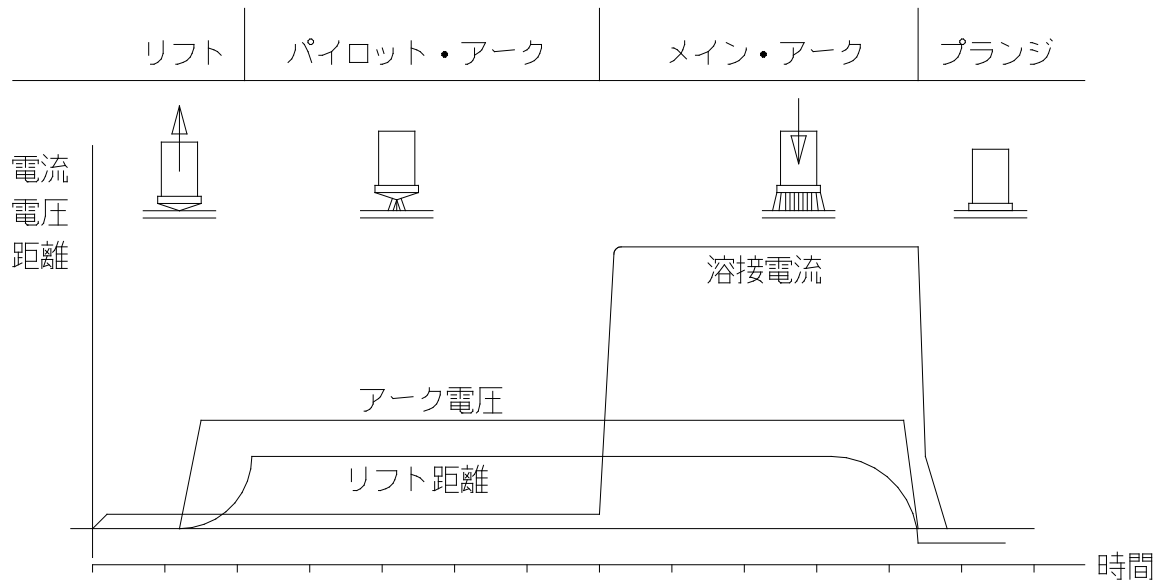 リフト
パイロット・アーク
メイン・アーク
プランジ
電流
電圧
距離
溶接電流
アーク電圧
リフト距離
時間